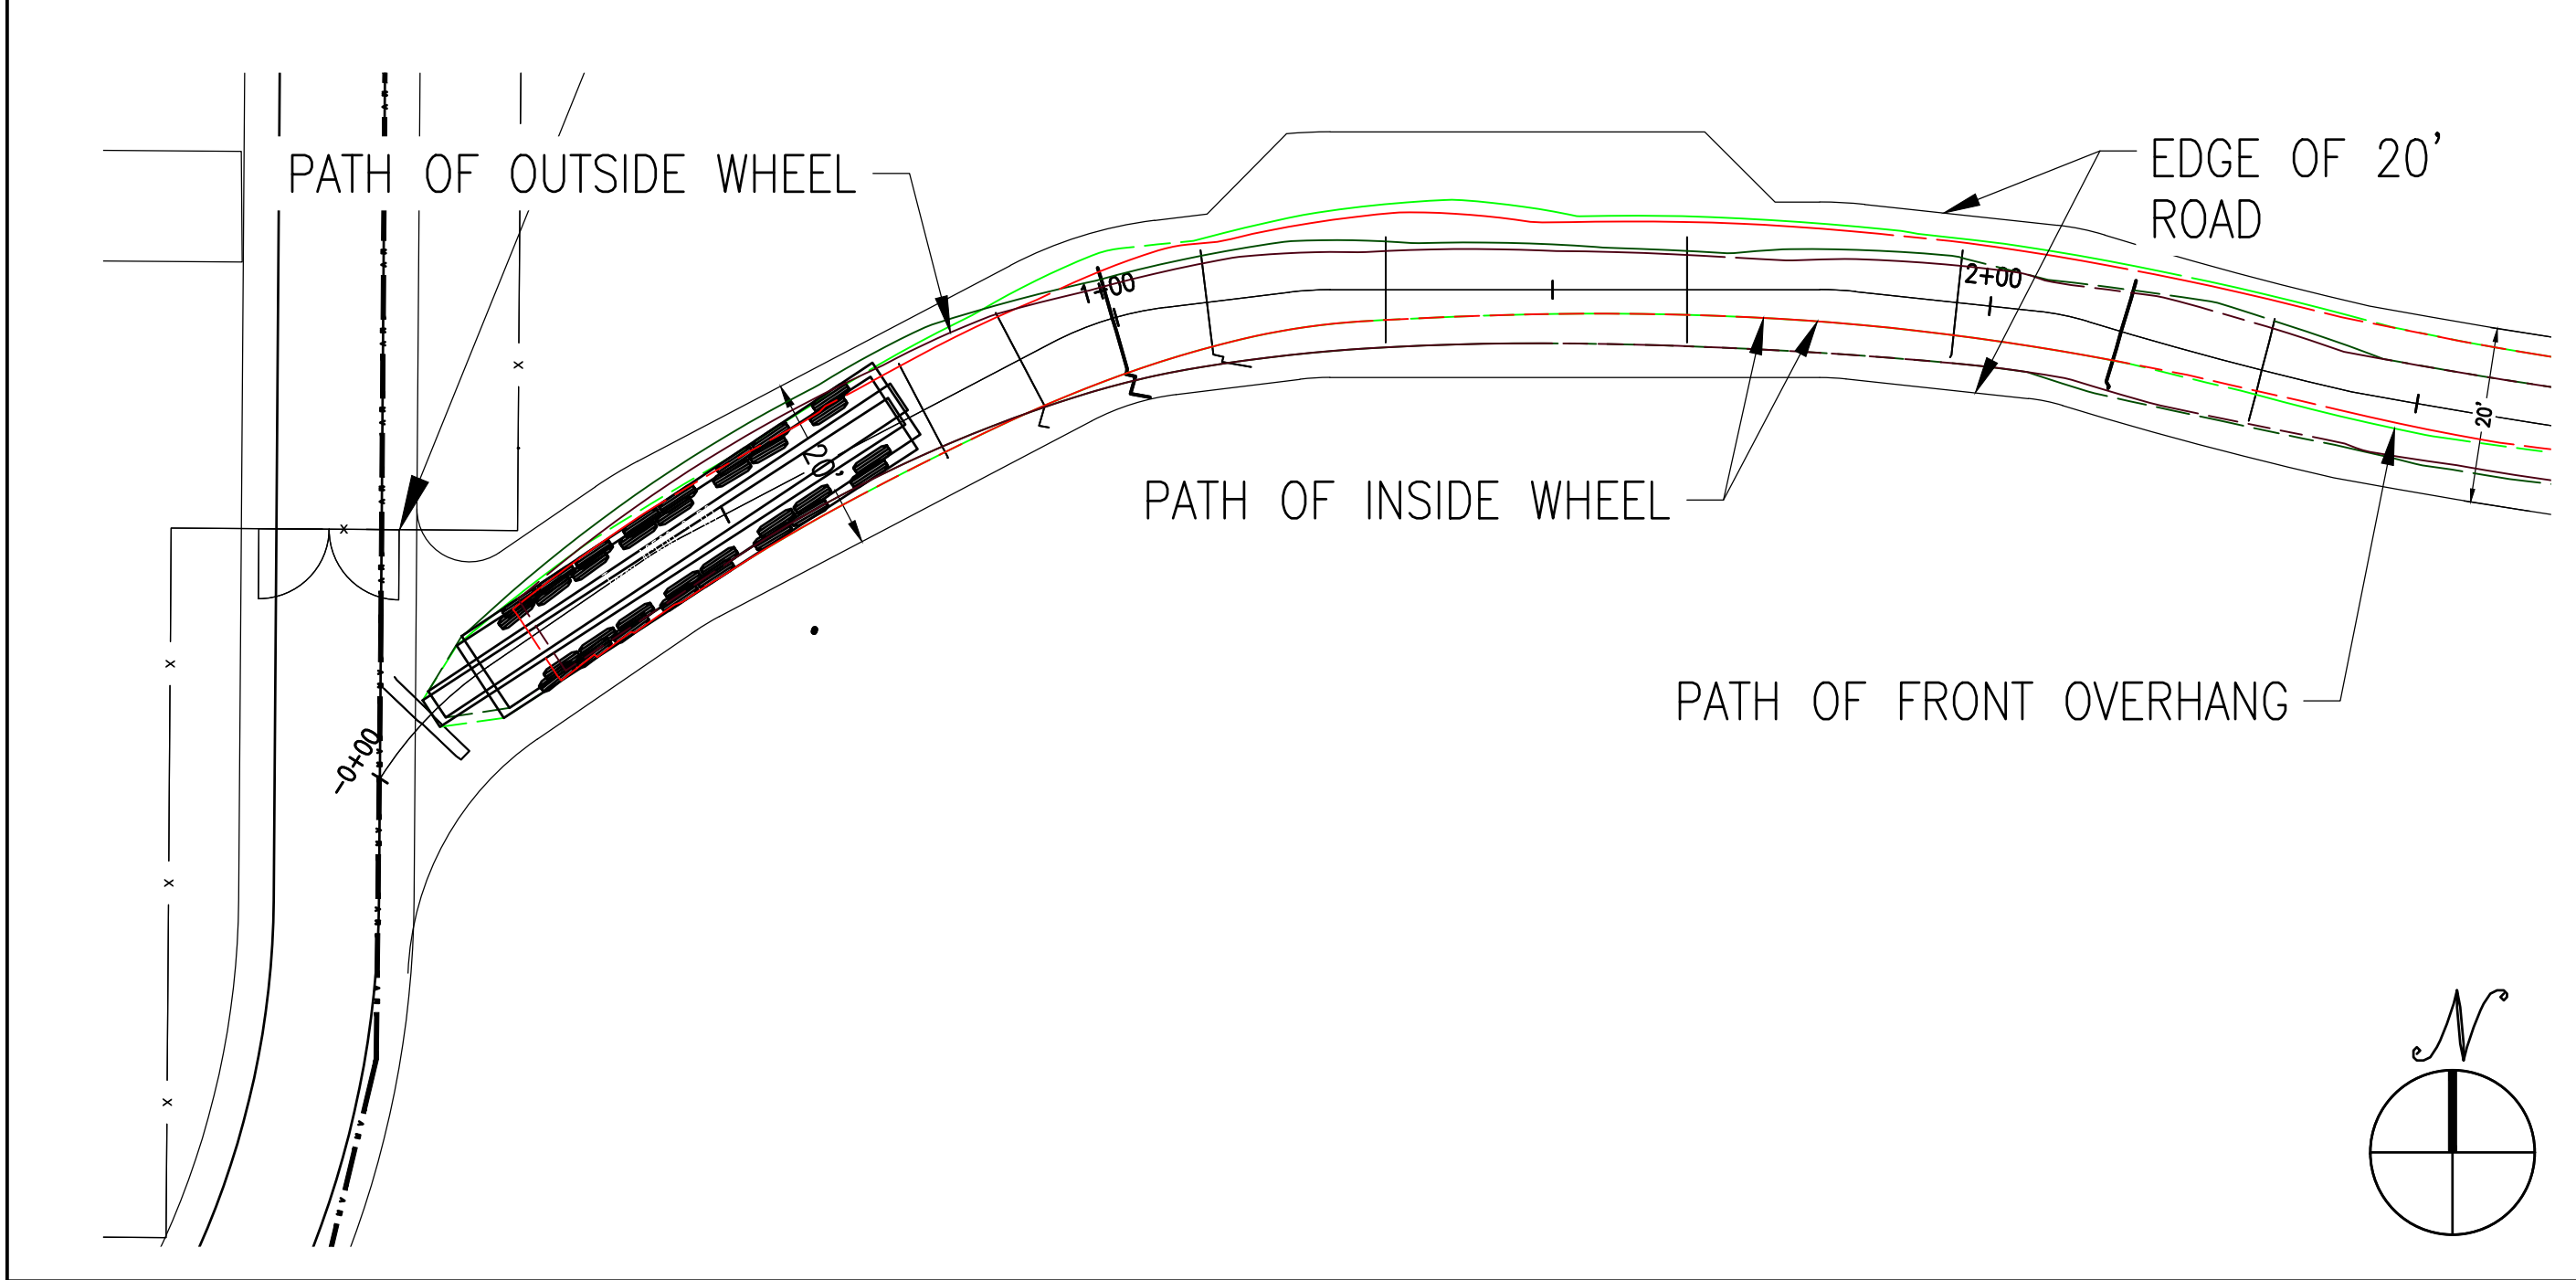 PATH OF OUTSIDE WHEEL
EDGE OF 20'
ROAD
1+00
2+00
20'
20'
PATH OF INSIDE WHEEL
PATH OF FRONT OVERHANG
-0+00
x
x
x
x
x
N